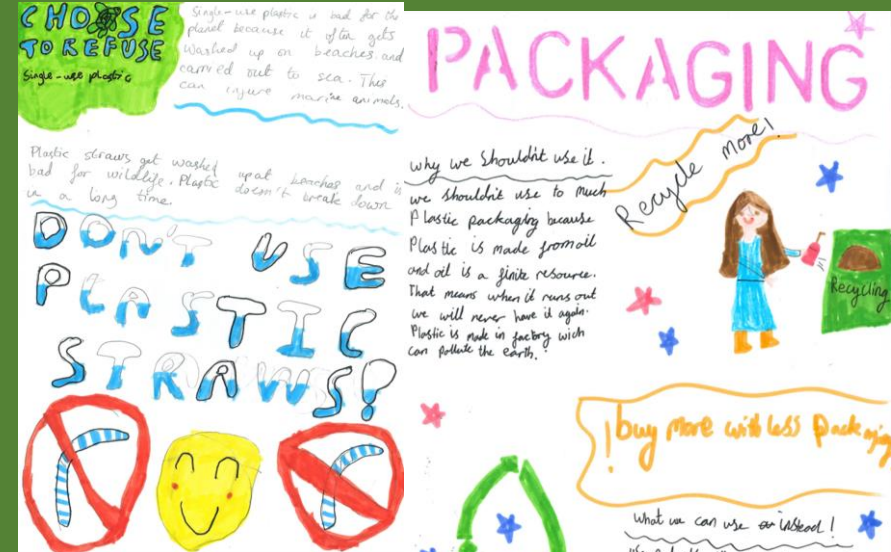 CHOOSE
TO REFUSE
Single-use plastic
Single-use plastic is bad for the
planet because it often gets
washed up on beaches and
carried out to sea. This
can injure marine animals.
Plastic straws get washed
up at beaches and is
bad for wildlife. Plastic doesn't break down
in a long time.
DON'T USE
PLASTIC
STRAWS!
PACKAGING
why we shouldn't use it.
we shouldn't use to much
Plastic packaging because
Plastic is made from oil
and oil is a finite resource.
That means when it runs out
we will never have it again.
Plastic is made in factory wich
can pollute the earth.
Recycle more!
Recycling
!buy more with less packaging
what we can use instead!